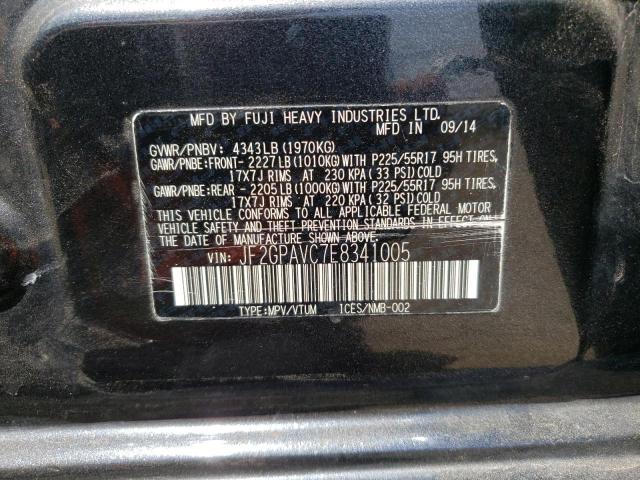 MFD BY FUJI HEAVY INDUSTRIES LTD.
MFD IN 09/14
GVWR/PNBV: 4343LB(1970KG)
GAWR/PNBE:FRONT- 2227LB(1010KG)WITH P225/55R17 95H TIRES,
17X7J RIMS AT 230 KPA(33 PSI)COLD
GAWR/PNBE:REAR - 2205LB(1000KG)WITH P225/55R17 95H TIRES,
17X7J RIMS AT 220 KPA(32 PSI)COLD
THIS VEHICLE CONFORMS TO ALL APPLICABLE FEDERAL MOTOR
VEHICLE SAFETY AND THEFT PREVENTION STANDARDS IN EFFECT ON
THE DATE OF MANUFACTURE SHOWN ABOVE.
VIN: JF2GPAVC7E8341005
TYPE:MPV/VTUM ICES/NMB-002